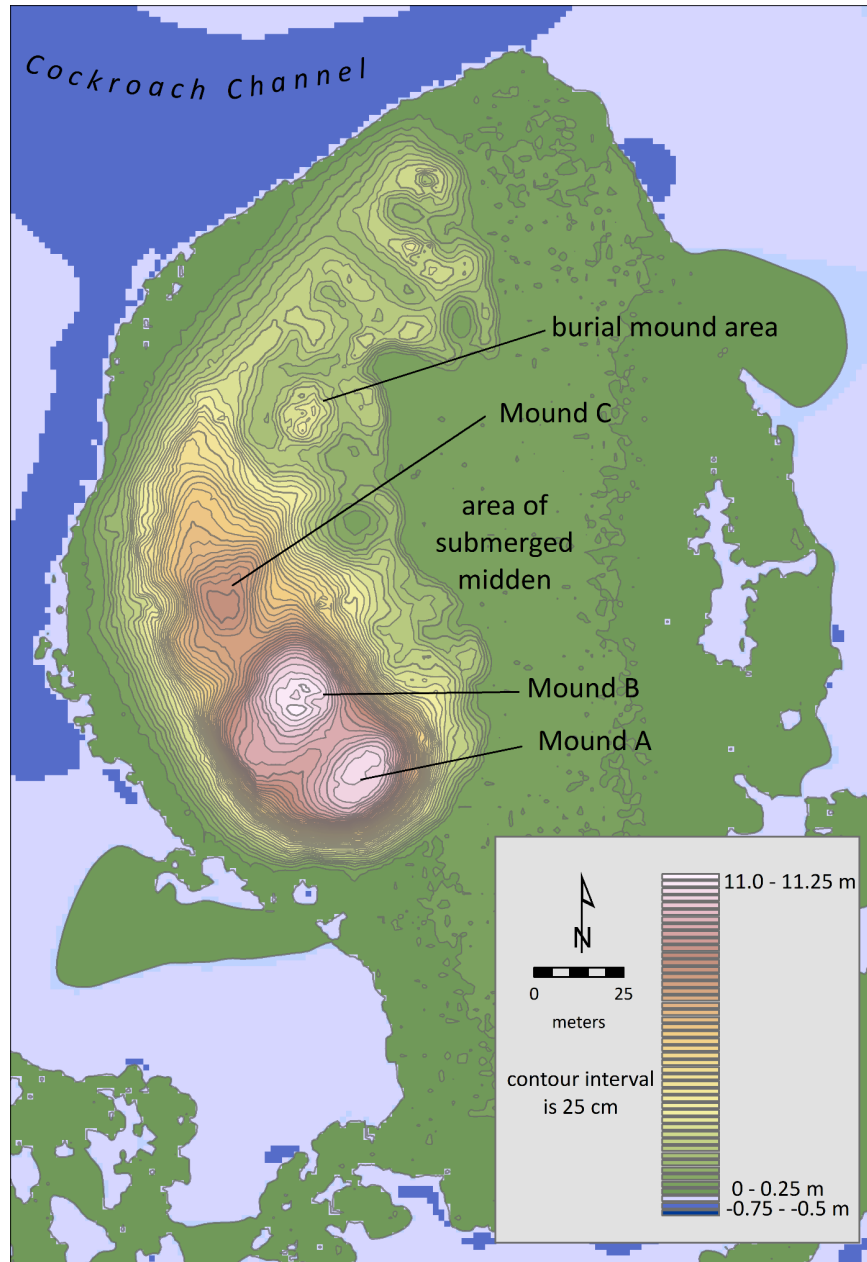 Cockroach Channel
burial mound area
Mound C
area of
submerged
midden
Mound B
Mound A
11.0 - 11.25 m
N
0 25
meters
contour interval
is 25 cm
0 - 0.25 m
-0.75 - -0.5 m